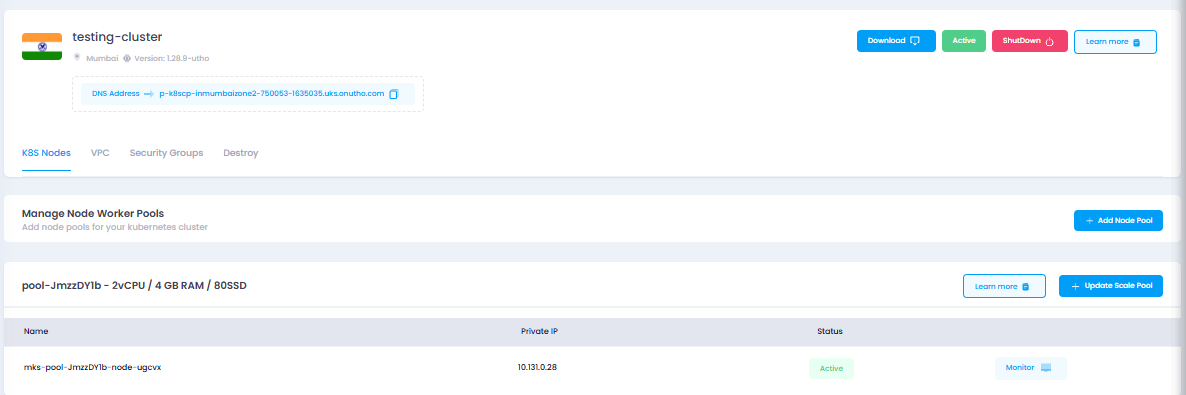 testing-cluster
Download
Active
ShutDown
Learn more
Mumbai Version: 1.28.9-utho
DNS Address p-k8scp-inmumbaizone2-750053-1635035.uks.onutho.com
K8S Nodes VPC Security Groups Destroy
Manage Node Worker Pools
Add node pools for your kubernetes cluster
+ Add Node Pool
pool-JmzzDY1b - 2vCPU / 4 GB RAM / 80SSD
Learn more
+ Update Scale Pool
Name Private IP Status
mks-pool-JmzzDY1b-node-ugcvx 10.131.0.28 Active Monitor